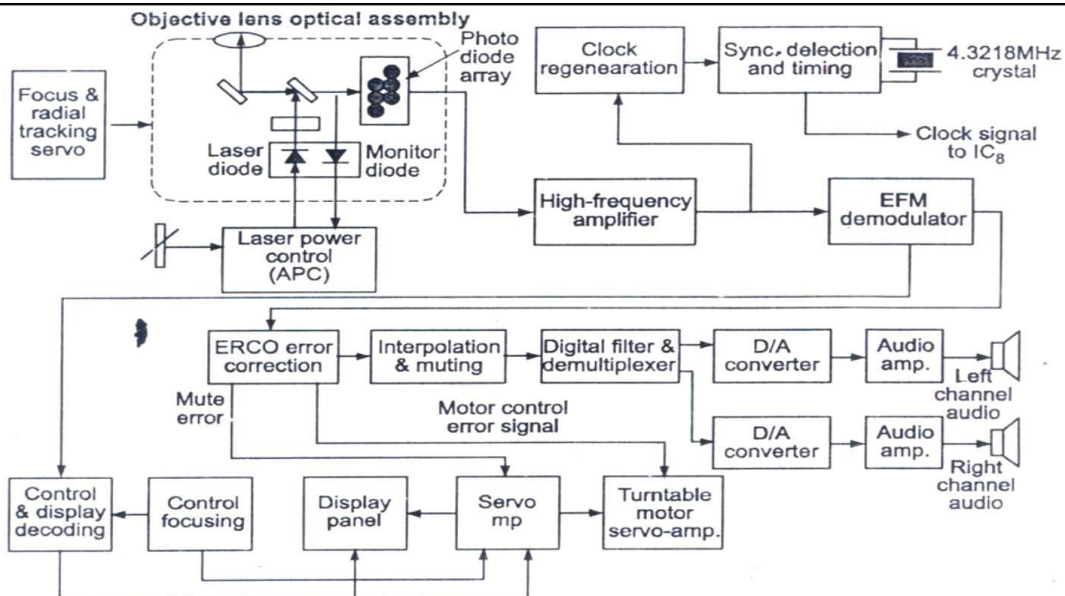 Objective lens optical assembly
Photo
diode
array
Focus &
radial
tracking
servo
Laser
diode
Monitor
diode
Laser power
control
(APC)
Clock
regenearation
Sync. detection
and timing
4.3218MHz
crystal
Clock signal
to IC8
High-frequency
amplifier
EFM
demodulator
ERCO error
correction
Interpolation
& muting
Digital filter &
demultiplexer
D/A
converter
Audio
amp.
Left
channel
audio
Mute
error
Motor control
error signal
D/A
converter
Audio
amp.
Right
channel
audio
Control
& display
decoding
Control
focusing
Display
panel
Servo
mp
Turntable
motor
servo-amp.